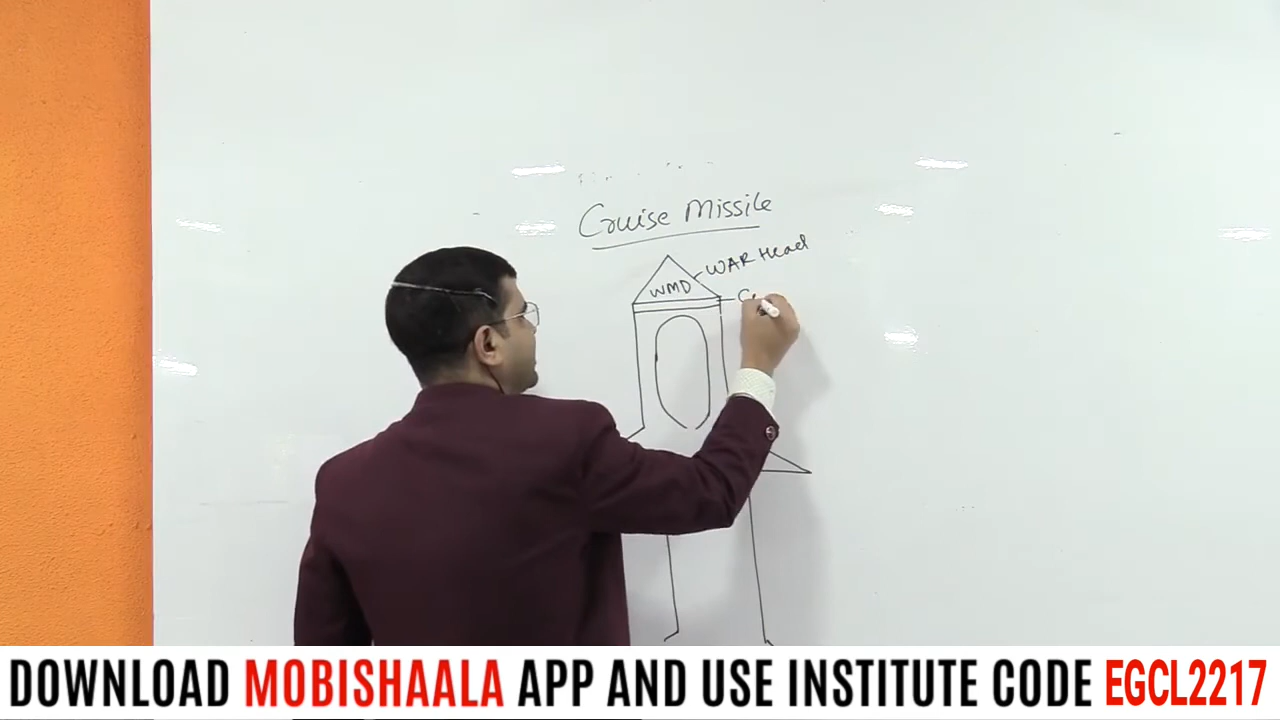 Cruise Missile
WAR Head
WMD
DOWNLOAD MOBISHAALA APP AND USE INSTITUTE CODE EGCL2217